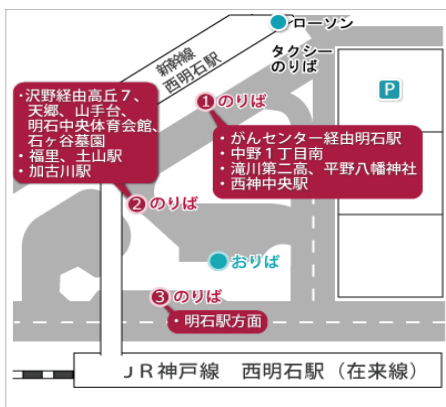 ローソン
新幹線
西明石駅
タクシー
のりば
P
❶のりば
・がんセンター経由明石駅
・中野１丁目南
・滝川第二高、平野八幡神社
・西神中央駅
・沢野経由高丘７、
天郷、山手台、
明石中央体育会館、
石ヶ谷墓園
・福里、土山駅
・加古川駅
❷のりば
おりば
❸のりば
・明石駅方面
ＪＲ神戸線　西明石駅（在来線）